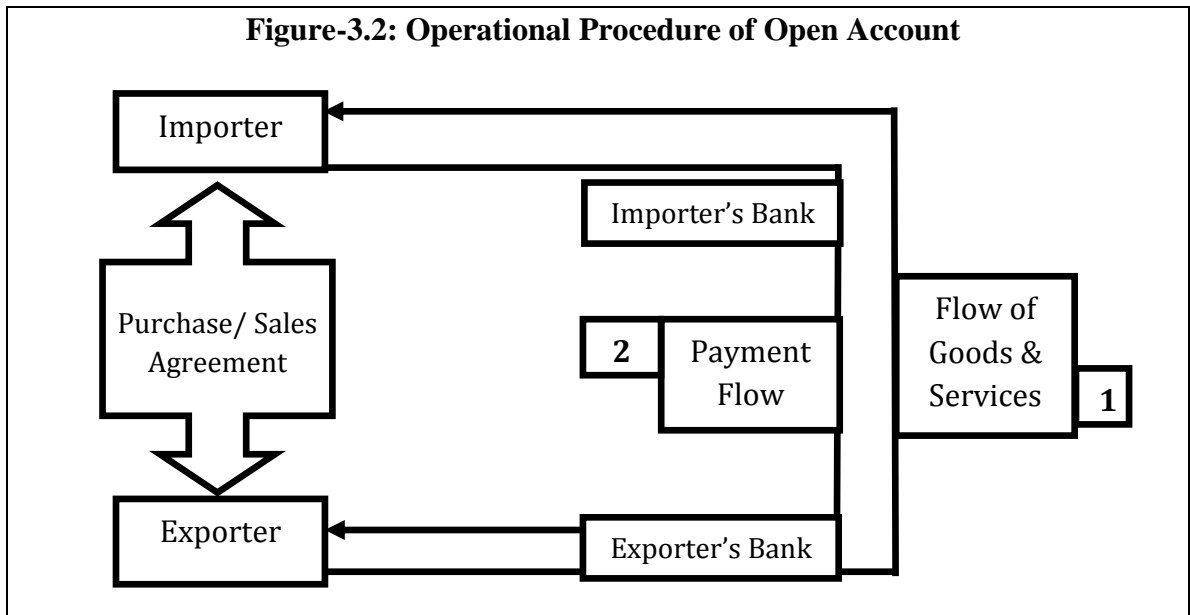 Figure-3.2: Operational Procedure of Open Account
Importer
Importer’s Bank
Purchase/ Sales
Agreement
2
Payment
Flow
Flow of
Goods &
Services
1
Exporter
Exporter’s Bank